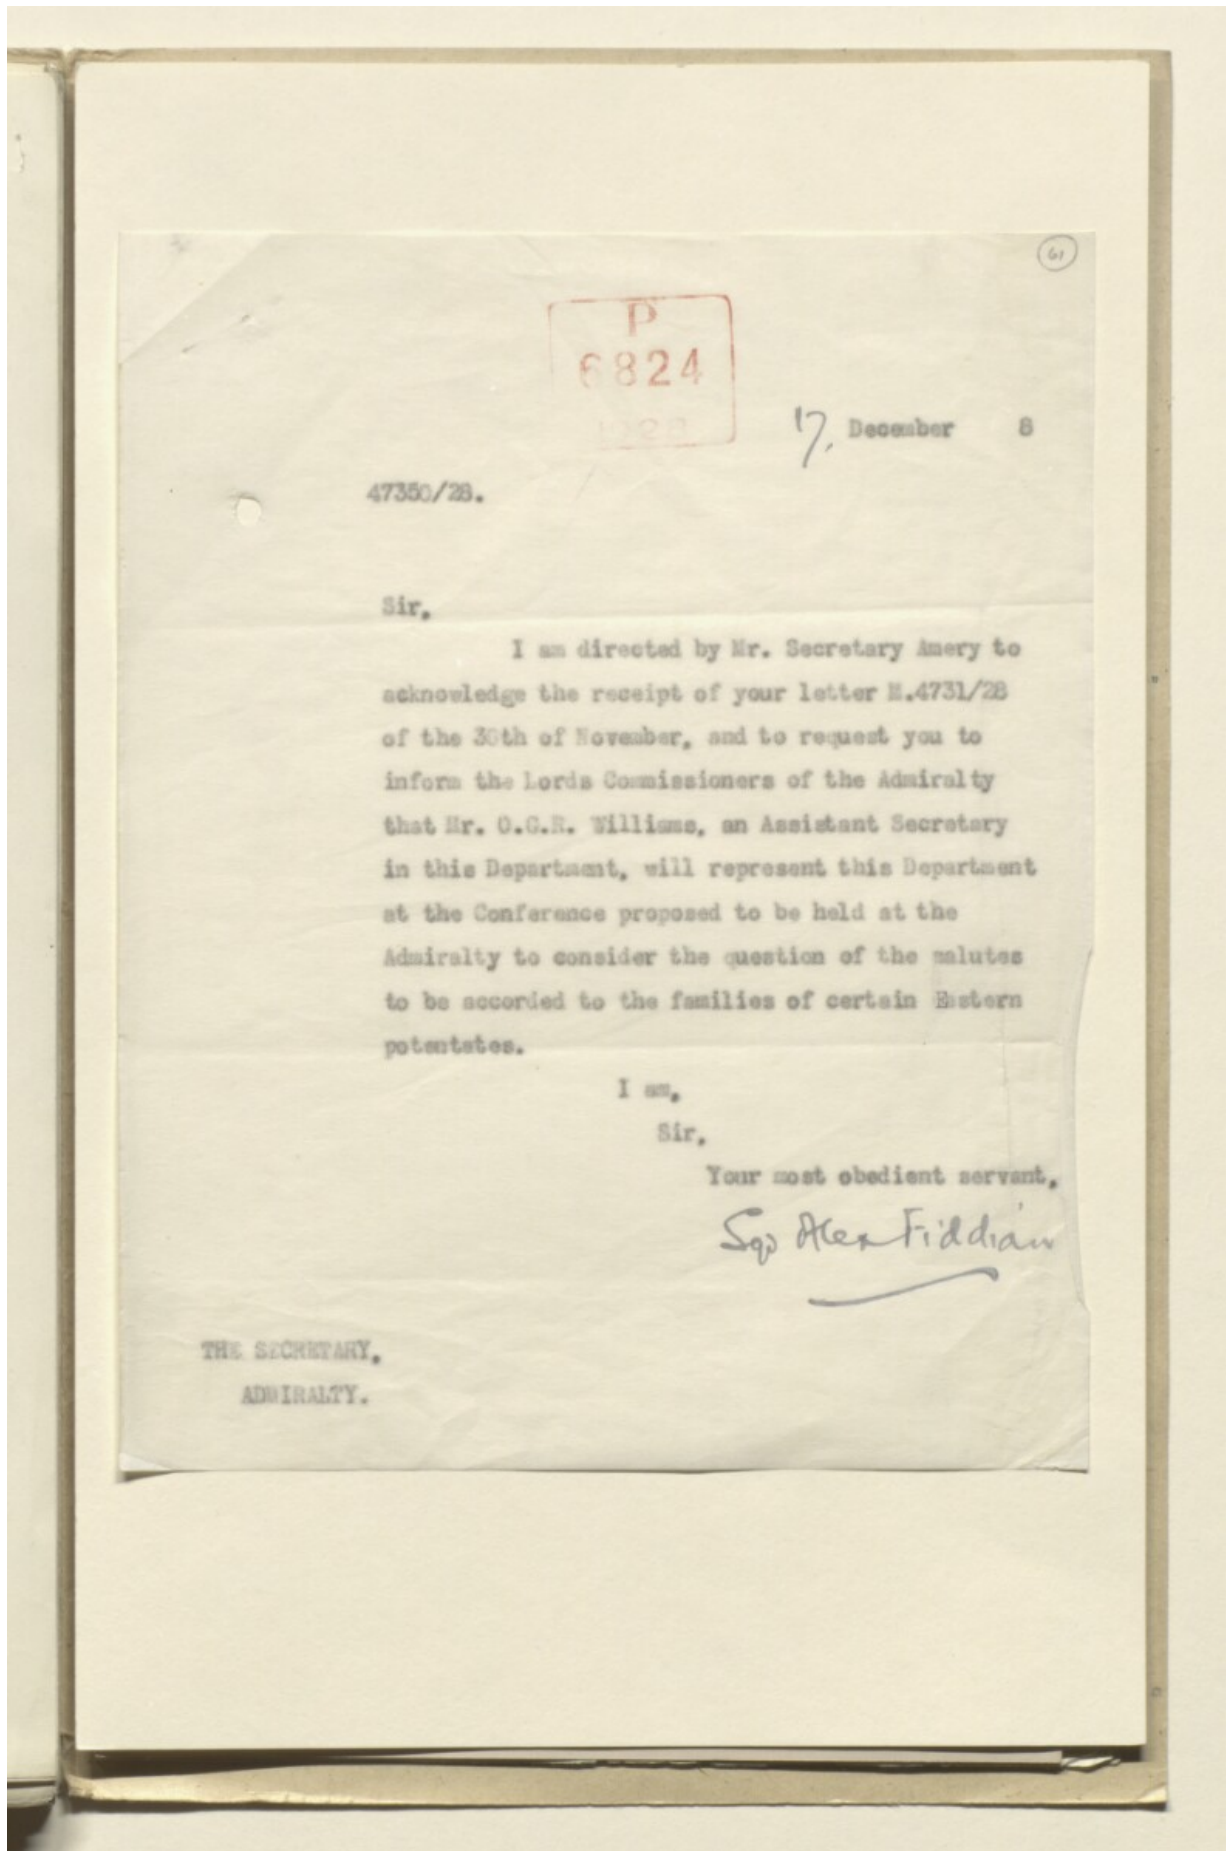 61
P
6824
1928
17, December 8
47350/28.
Sir,
I am directed by Mr. Secretary Amery to
acknowledge the receipt of your letter M.4731/28
of the 30th of November, and to request you to
inform the Lords Commissioners of the Admiralty
that Mr. O.G.R. Williams, an Assistant Secretary
in this Department, will represent this Department
at the Conference proposed to be held at the
Admiralty to consider the question of the salutes
to be accorded to the families of certain Eastern
potentates.
I am,
Sir,
Your most obedient servant,
Sgd Alex Fiddian
THE SECRETARY,
ADMIRALTY.